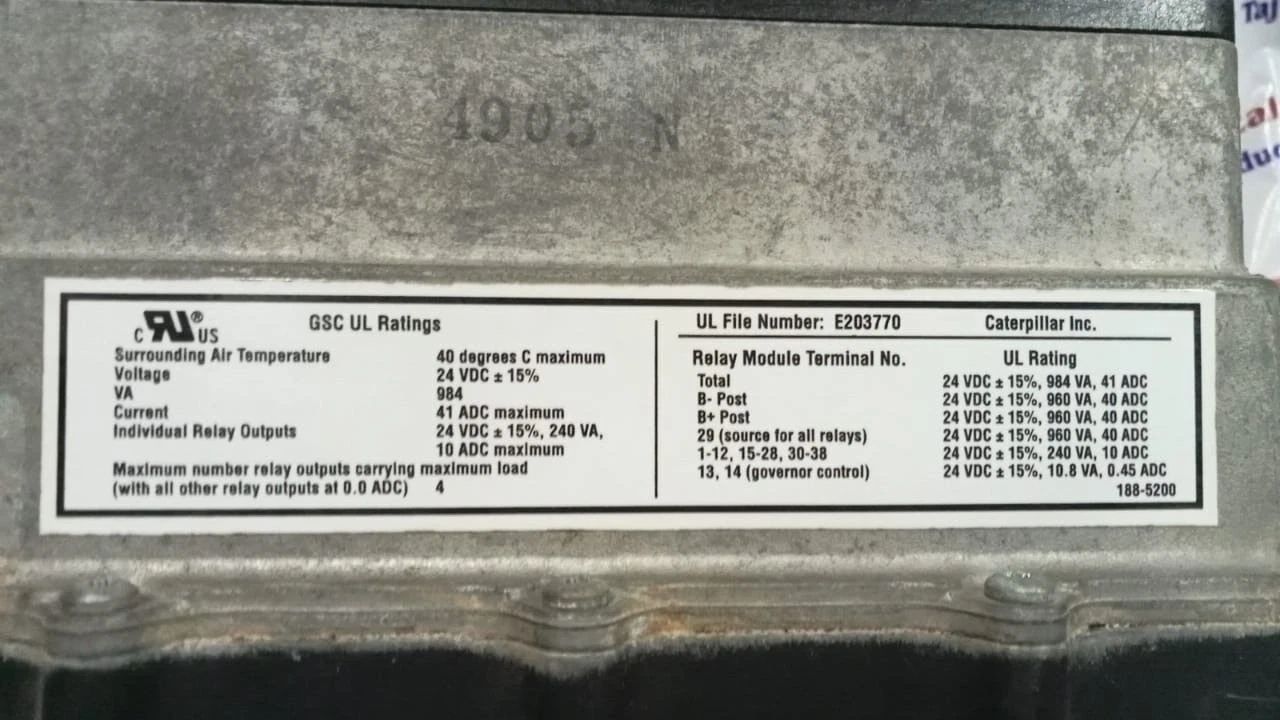 4905 N
C RU ® US
GSC UL Ratings
Surrounding Air Temperature 40 degrees C maximum
Voltage 24 VDC ± 15%
VA 984
Current 41 ADC maximum
Individual Relay Outputs 24 VDC ± 15%, 240 VA,
10 ADC maximum
Maximum number relay outputs carrying maximum load
(with all other relay outputs at 0.0 ADC) 4
UL File Number: E203770 Caterpillar Inc.
Relay Module Terminal No. UL Rating
Total 24 VDC ± 15%, 984 VA, 41 ADC
B- Post 24 VDC ± 15%, 960 VA, 40 ADC
B+ Post 24 VDC ± 15%, 960 VA, 40 ADC
29 (source for all relays) 24 VDC ± 15%, 960 VA, 40 ADC
1-12, 15-28, 30-38 24 VDC ± 15%, 240 VA, 10 ADC
13, 14 (governor control) 24 VDC ± 15%, 10.8 VA, 0.45 ADC
188-5200